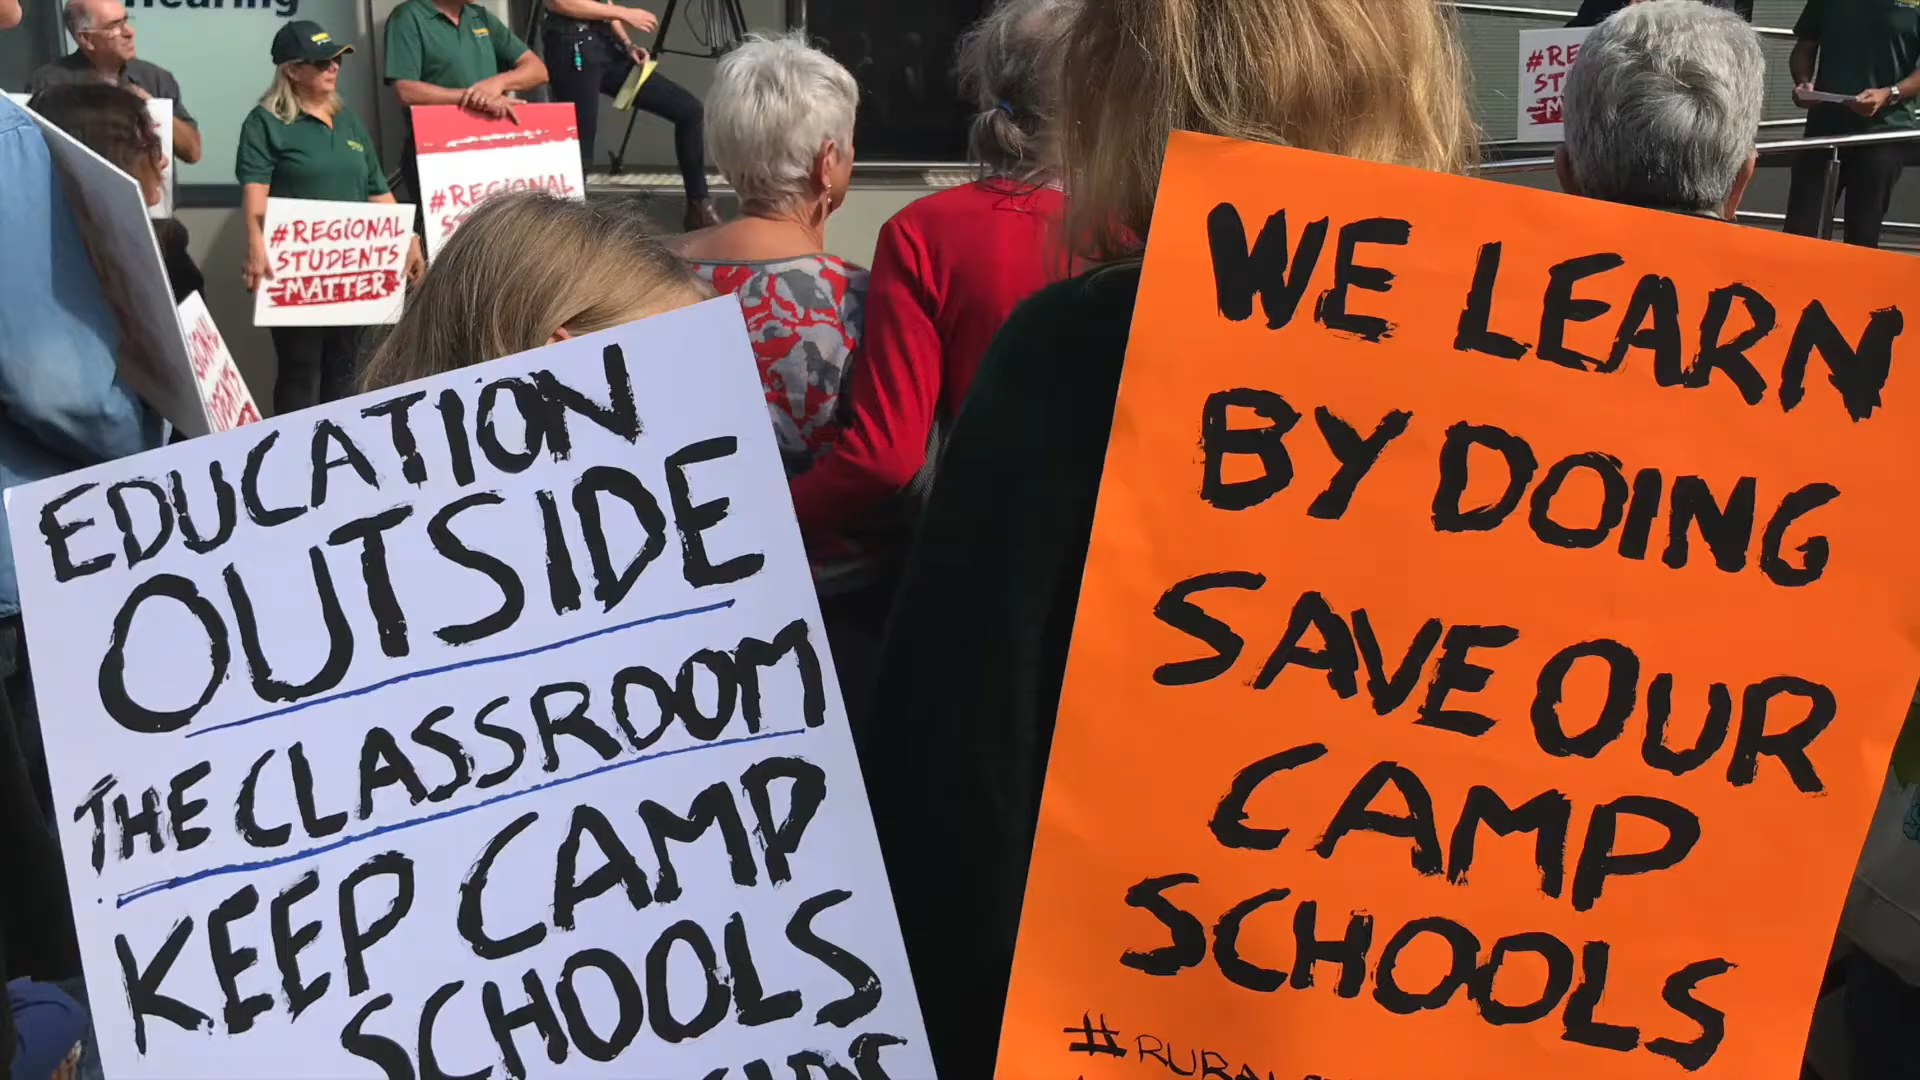 Hearing
#REGIONAL
STUDENTS
MATTER
#REGIONAL
EDUCATION
OUTSIDE
THE CLASSROOM
KEEP CAMP
SCHOOLS
WE LEARN
BY DOING
SAVE OUR
CAMP
SCHOOLS